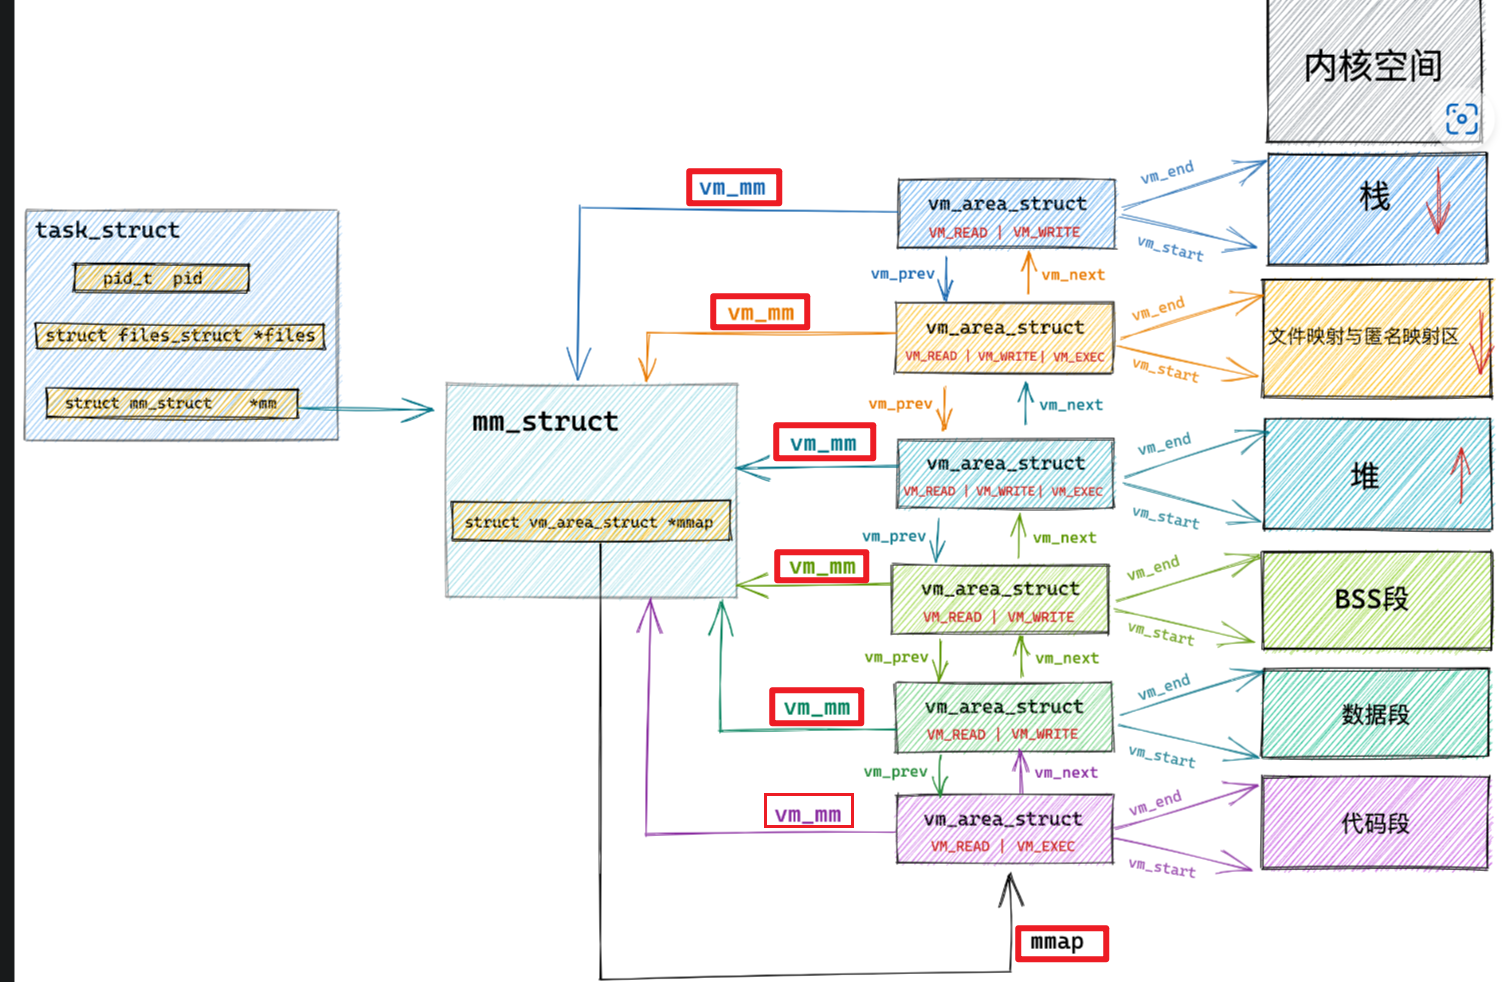 内核空间
task_struct
pid_t pid
struct files_struct *files
struct mm_struct *mm
mm_struct
struct vm_area_struct *mmap
vm_mm
vm_area_struct
VM_READ | VM_WRITE
vm_end
vm_start
栈
vm_prev
vm_next
vm_mm
vm_area_struct
VM_READ | VM_WRITE| VM_EXEC
vm_end
vm_start
文件映射与匿名映射区
vm_prev
vm_next
vm_mm
vm_area_struct
VM_READ | VM_WRITE| VM_EXEC
vm_end
vm_start
堆
vm_prev
vm_next
vm_mm
vm_area_struct
VM_READ | VM_WRITE
vm_end
vm_start
BSS段
vm_prev
vm_next
vm_mm
vm_area_struct
VM_READ | VM_WRITE
vm_end
vm_start
数据段
vm_prev
vm_next
vm_mm
vm_area_struct
VM_READ | VM_EXEC
vm_end
vm_start
代码段
mmap